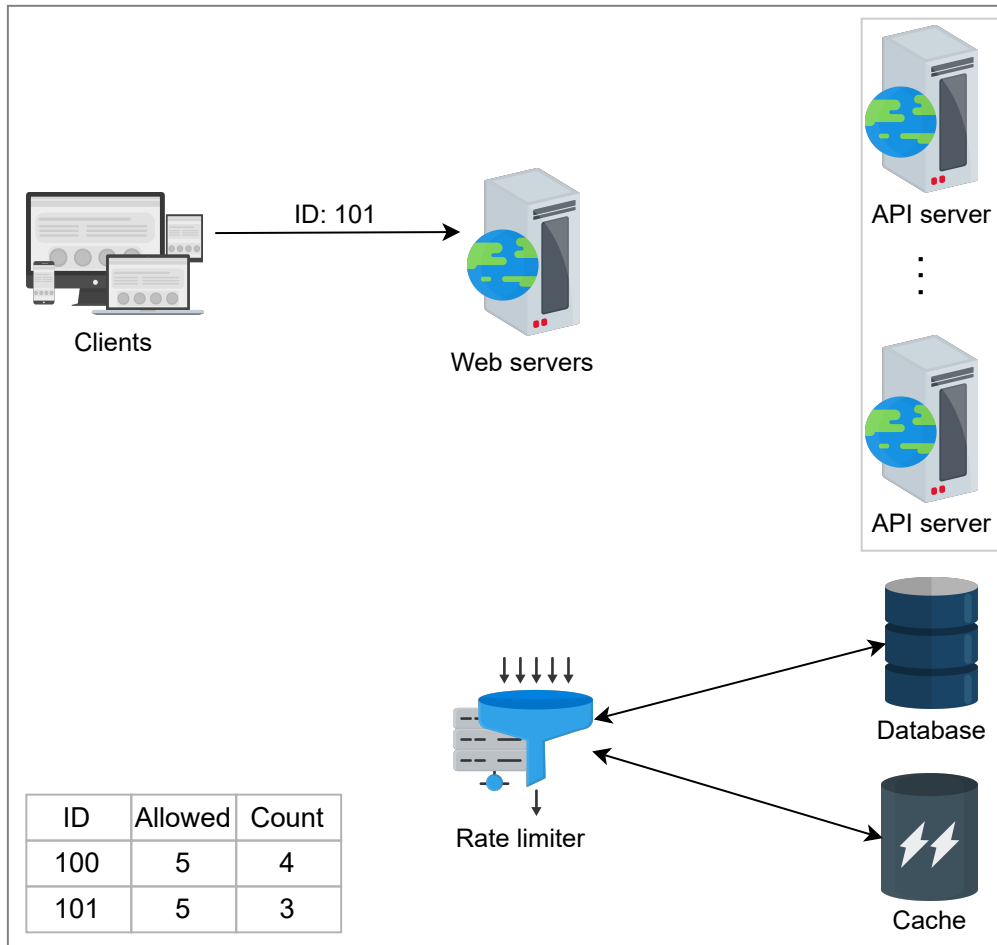 API server
ID: 101
Clients
Web servers
API server
Database
Rate limiter
Cache
ID Allowed Count
100 5 4
101 5 3